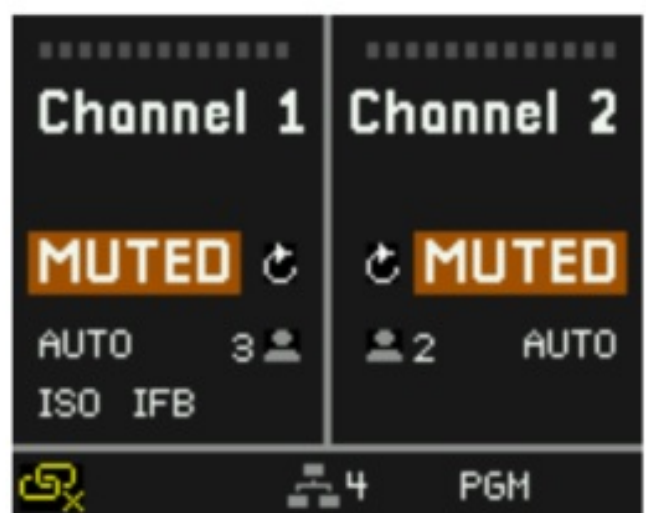 Channel 1
Channel 2
MUTED
MUTED
AUTO 3
2 AUTO
ISO IFB
4 PGM